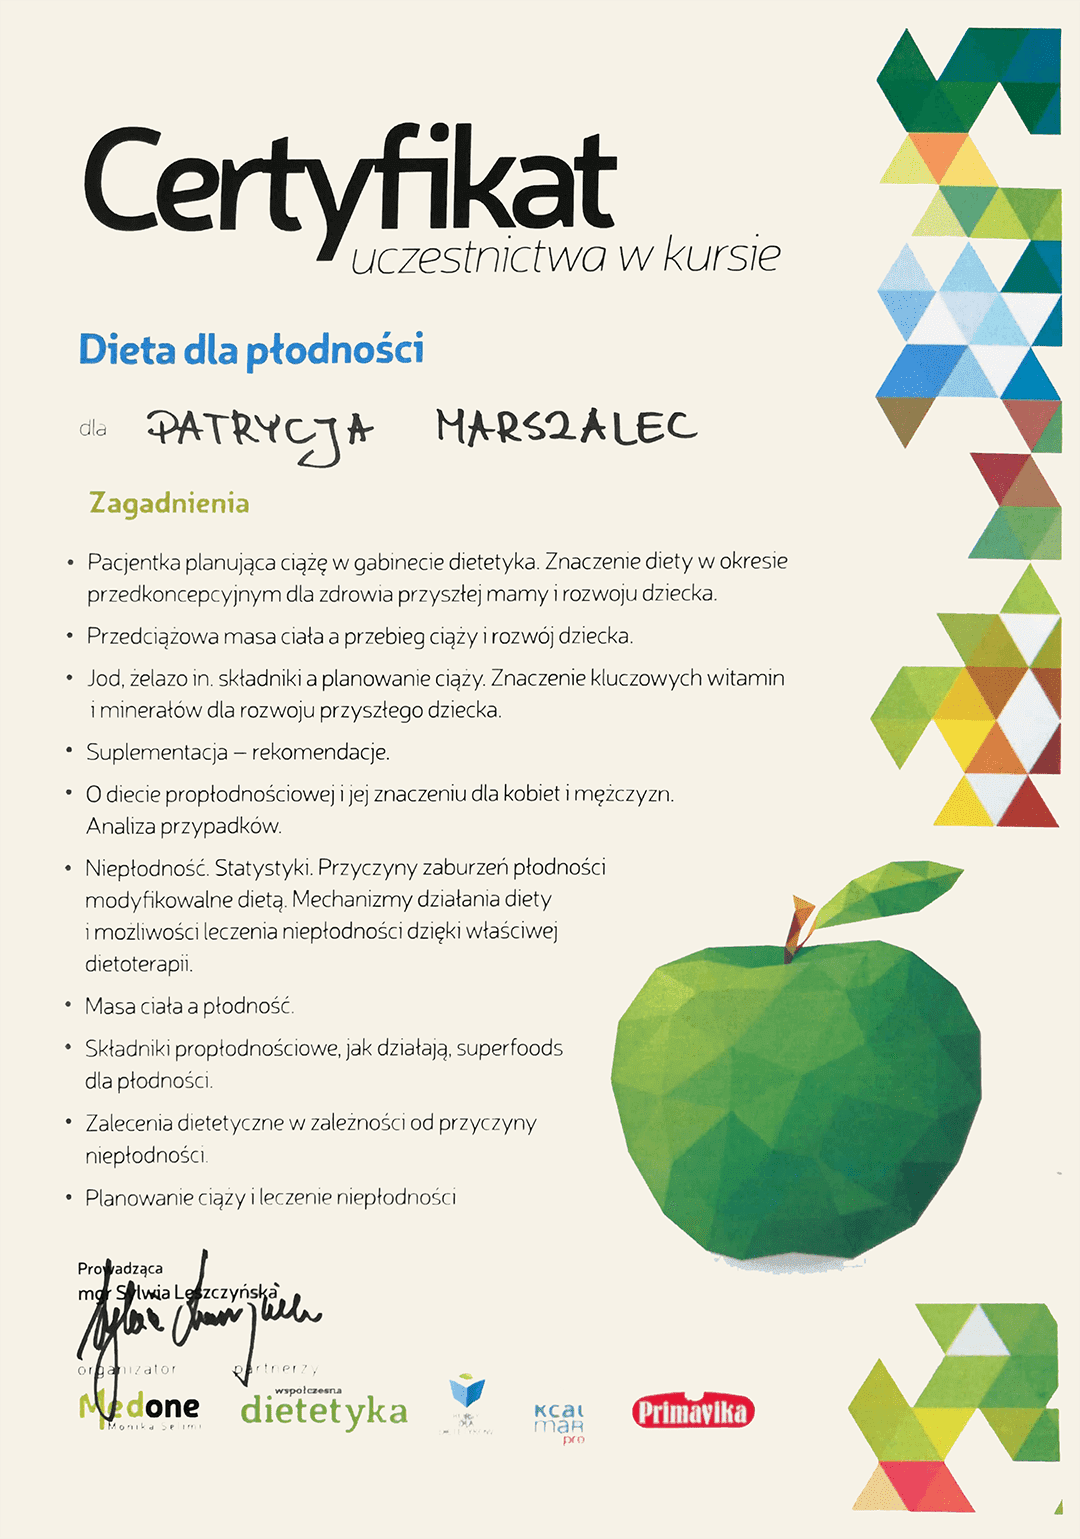 Certyfikat
uczestnictwa w kursie
Dieta dla płodności
dla PATRYCJA MARSZALEC
Zagadnienia
• Pacjentka planująca ciążę w gabinecie dietetyka. Znaczenie diety w okresie
przedkoncepcyjnym dla zdrowia przyszłej mamy i rozwoju dziecka.
• Przedciążowa masa ciała a przebieg ciąży i rozwój dziecka.
• Jod, żelazo in. składniki a planowanie ciąży. Znaczenie kluczowych witamin
i minerałów dla rozwoju przyszłego dziecka.
• Suplementacja – rekomendacje.
• O diecie propłodnościowej i jej znaczeniu dla kobiet i mężczyzn.
Analiza przypadków.
• Niepłodność. Statystyki. Przyczyny zaburzeń płodności
modyfikowalne dietą. Mechanizmy działania diety
i możliwości leczenia niepłodności dzięki właściwej
dietoterapii.
• Masa ciała a płodność.
• Składniki propłodnościowe, jak działają, superfoods
dla płodności.
• Zalecenia dietetyczne w zależności od przyczyny
niepłodności.
• Planowanie ciąży i leczenie niepłodności
Prowadząca
mgr Sylwia Leszczyńska
organizator partnerzy
Medone
Monika
współczesna
dietetyka
kcal
mar
pro
Primavika